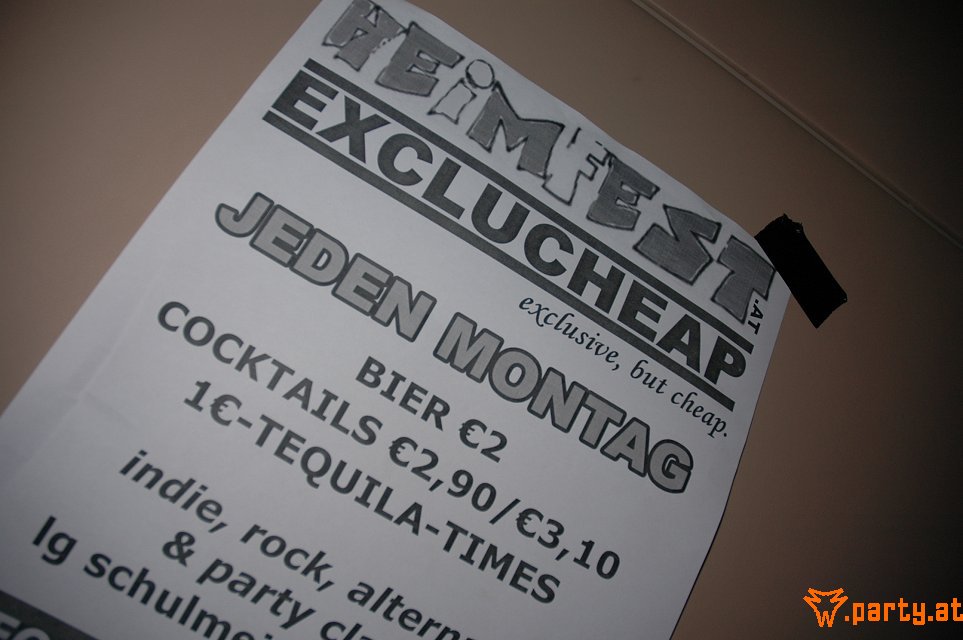 HEiMFEST.AT
EXCLUCHEAP
exclusive, but cheap.
JEDEN MONTAG
BIER €2
COCKTAILS €2,90/€3,10
1€-TEQUILA-TIMES
indie, rock, altern
& party cla
lg schulmei
.party.at